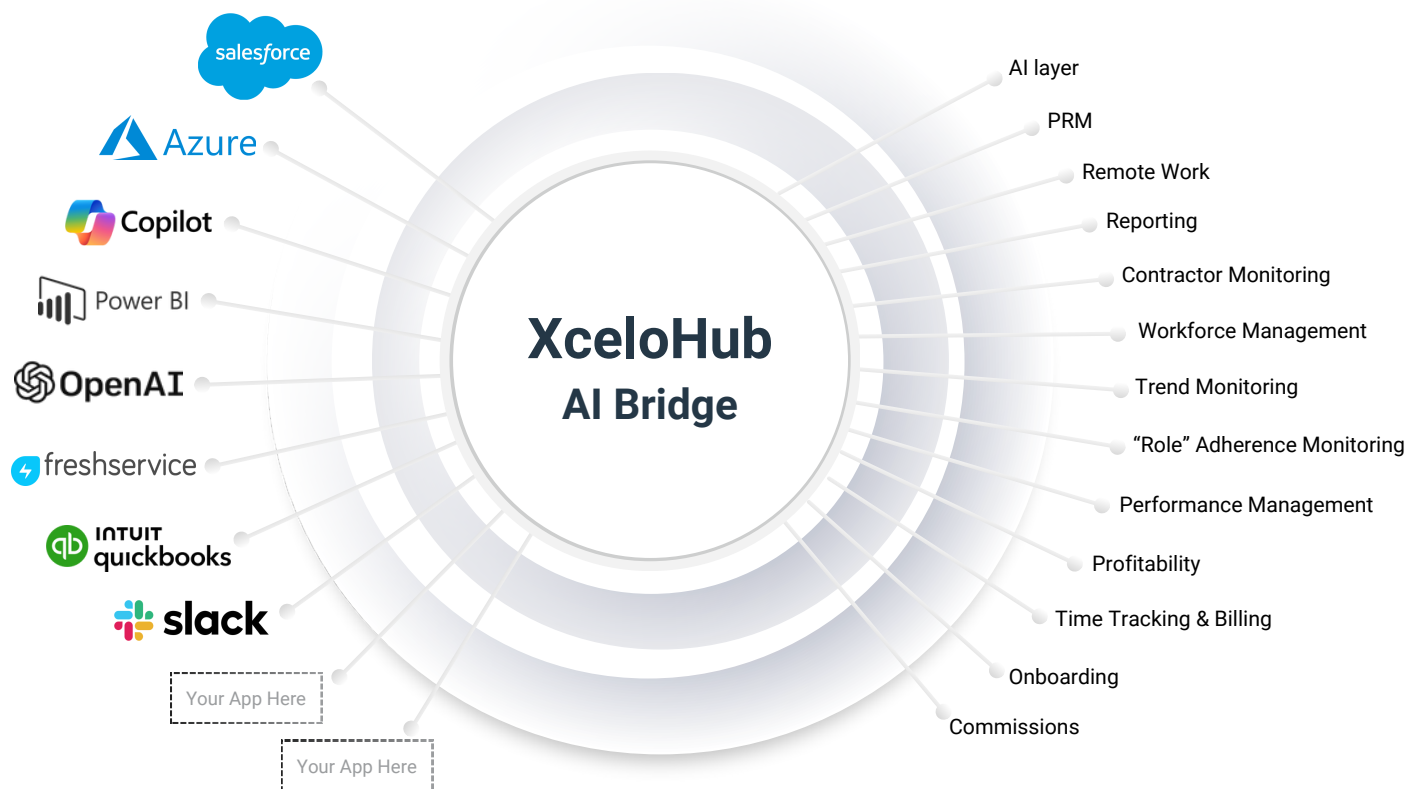 salesforce
Azure
Copilot
Power BI
OpenAI
freshservice
INTUIT
quickbooks
slack
Your App Here
Your App Here
XceloHub
AI Bridge
AI layer
PRM
Remote Work
Reporting
Contractor Monitoring
Workforce Management
Trend Monitoring
“Role” Adherence Monitoring
Performance Management
Profitability
Time Tracking & Billing
Onboarding
Commissions